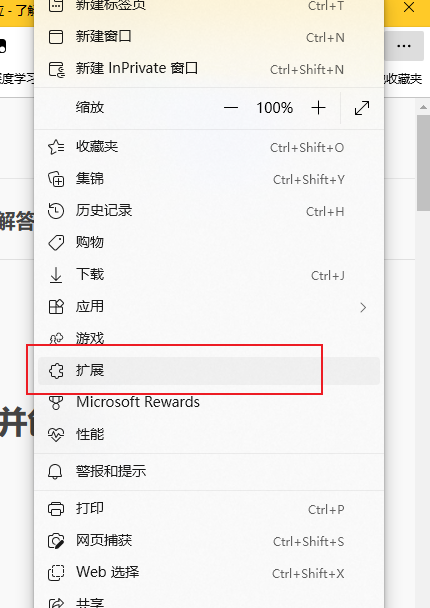 应 - 了解
新建标签页 Ctrl+T
新建窗口 Ctrl+N
新建 InPrivate 窗口 Ctrl+Shift+N
度学习
收藏夹
缩放 — 100% +
收藏夹 Ctrl+Shift+O
集锦 Ctrl+Shift+Y
历史记录 Ctrl+H
解答
购物
下载 Ctrl+J
应用
游戏
扩展
Microsoft Rewards
并
性能
警报和提示
打印 Ctrl+P
网页捕获 Ctrl+Shift+S
Web 选择 Ctrl+Shift+X
共享